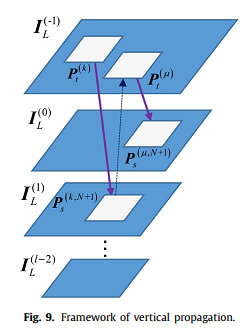 I_L^(-1)
P_t^(k)
P_t^(μ)
I_L^(0)
P_s^(μ,N+1)
I_L^(1)
P_s^(k,N+1)
⋮
I_L^(l-2)
Fig. 9. Framework of vertical propagation.